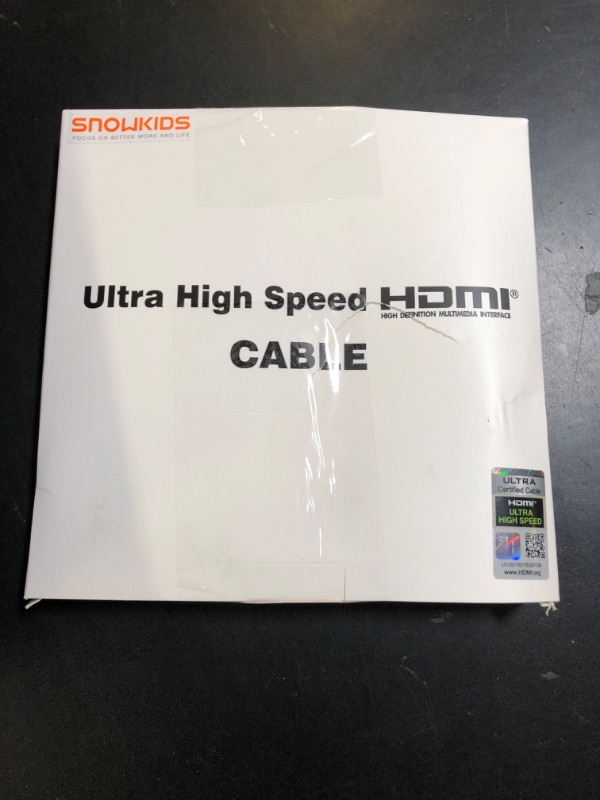 SNOWKIDS
FOCUS ON BETTER WORK AND LIFE
Ultra High Speed HDMI®
HIGH DEFINITION MULTIMEDIA INTERFACE
CABLE
ULTRA
Certified Cable
HDMI
ULTRA
HIGH SPEED
www.HDMI.org